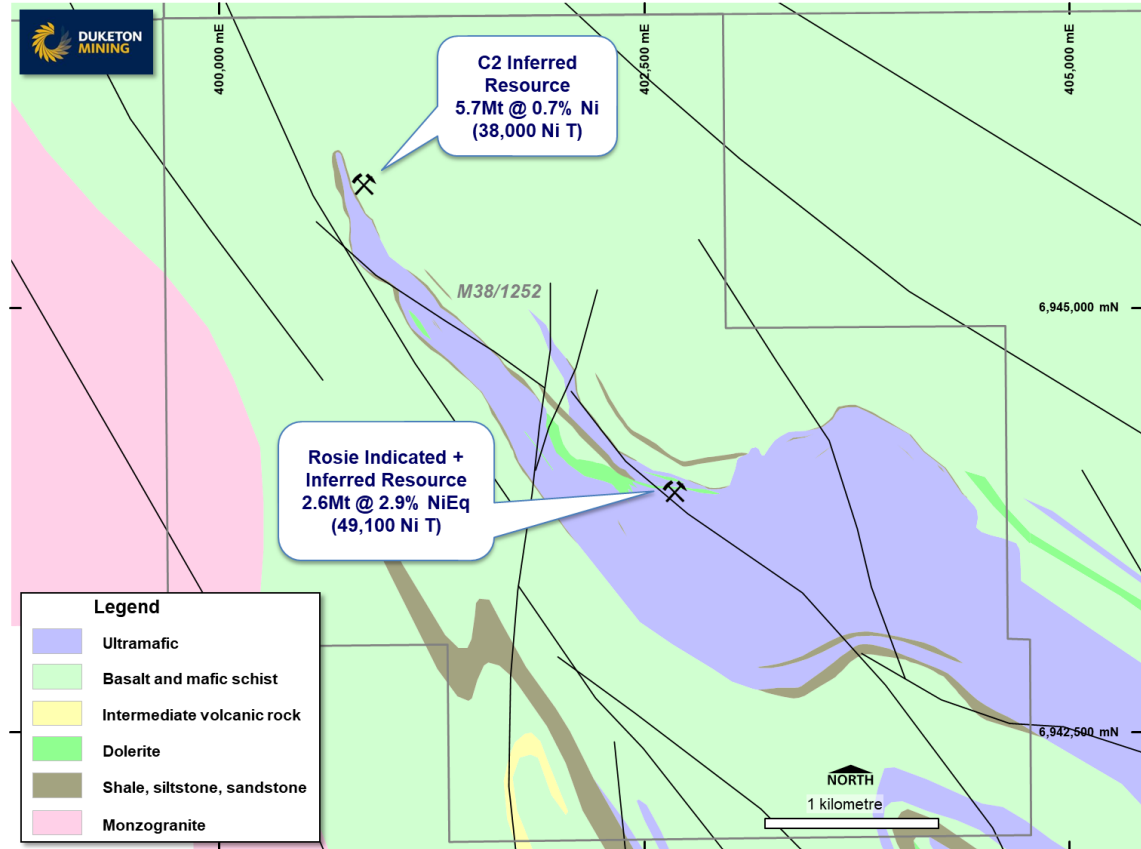 DUKETON
MINING
400,000 mE
402,500 mE
405,000 mE
C2 Inferred
Resource
5.7Mt @ 0.7% Ni
(38,000 Ni T)
M38/1252
6,945,000 mN
Rosie Indicated +
Inferred Resource
2.6Mt @ 2.9% NiEq
(49,100 Ni T)
Legend
Ultramafic
Basalt and mafic schist
Intermediate volcanic rock
Dolerite
Shale, siltstone, sandstone
Monzogranite
6,942,500 mN
NORTH
1 kilometre